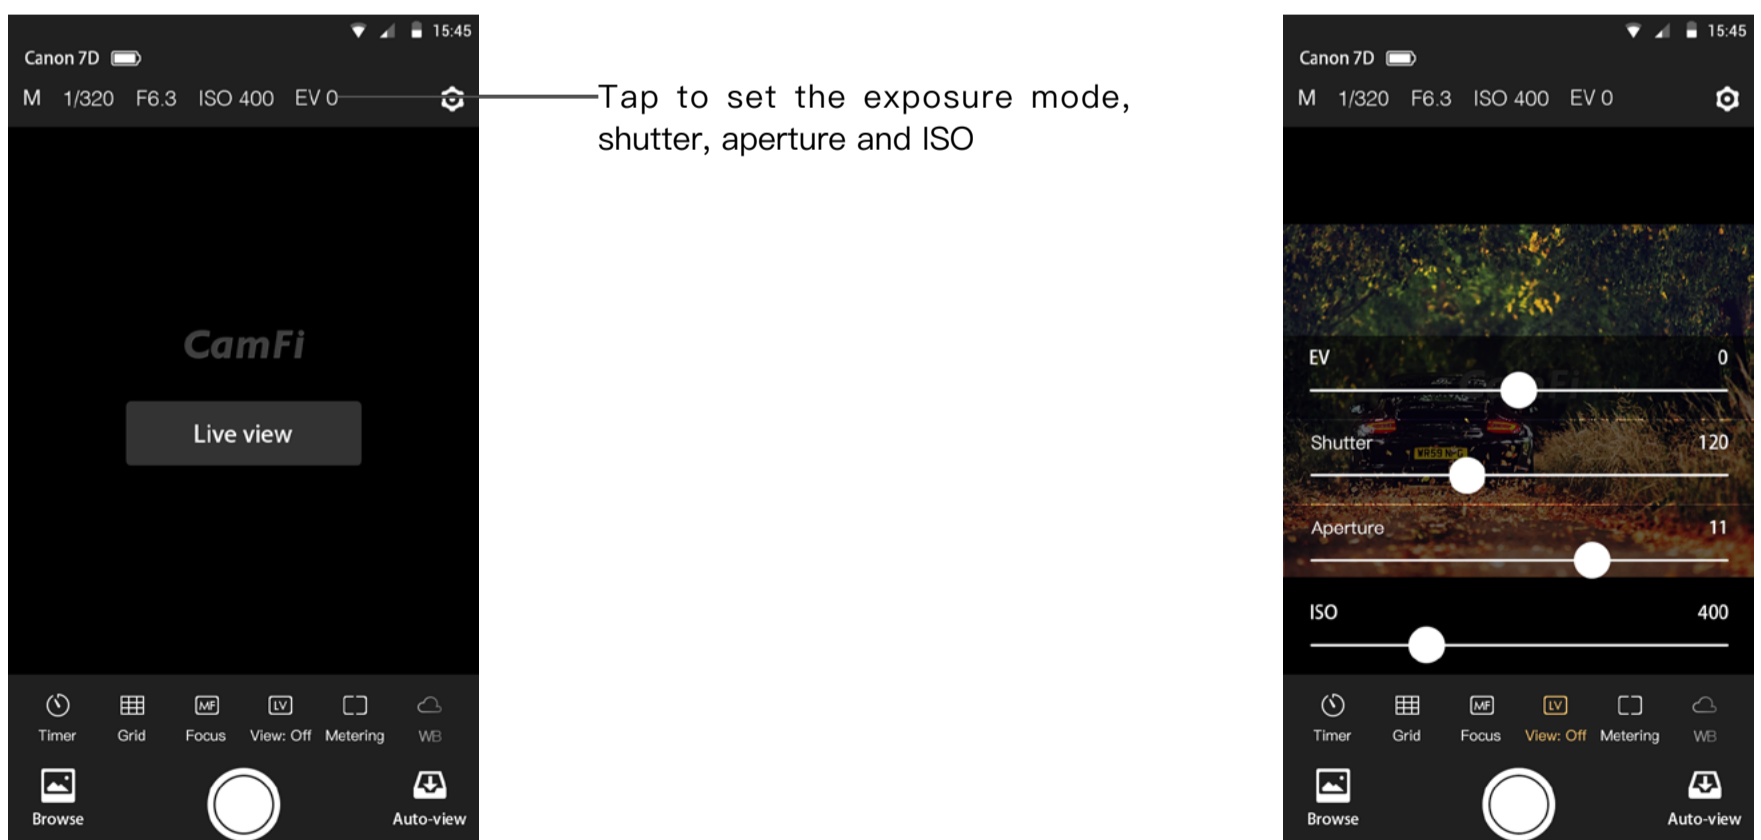 15:45
Canon 7D
M 1/320 F6.3 ISO 400 EV 0
Tap to set the exposure mode,
shutter, aperture and ISO
CamFi
Live view
MF LV
Timer Grid Focus View: Off Metering WB
Browse Auto-view
15:45
Canon 7D
M 1/320 F6.3 ISO 400 EV 0
EV 0
CamFi
Shutter 120
Aperture 11
ISO 400
MF LV
Timer Grid Focus View: Off Metering WB
Browse Auto-view